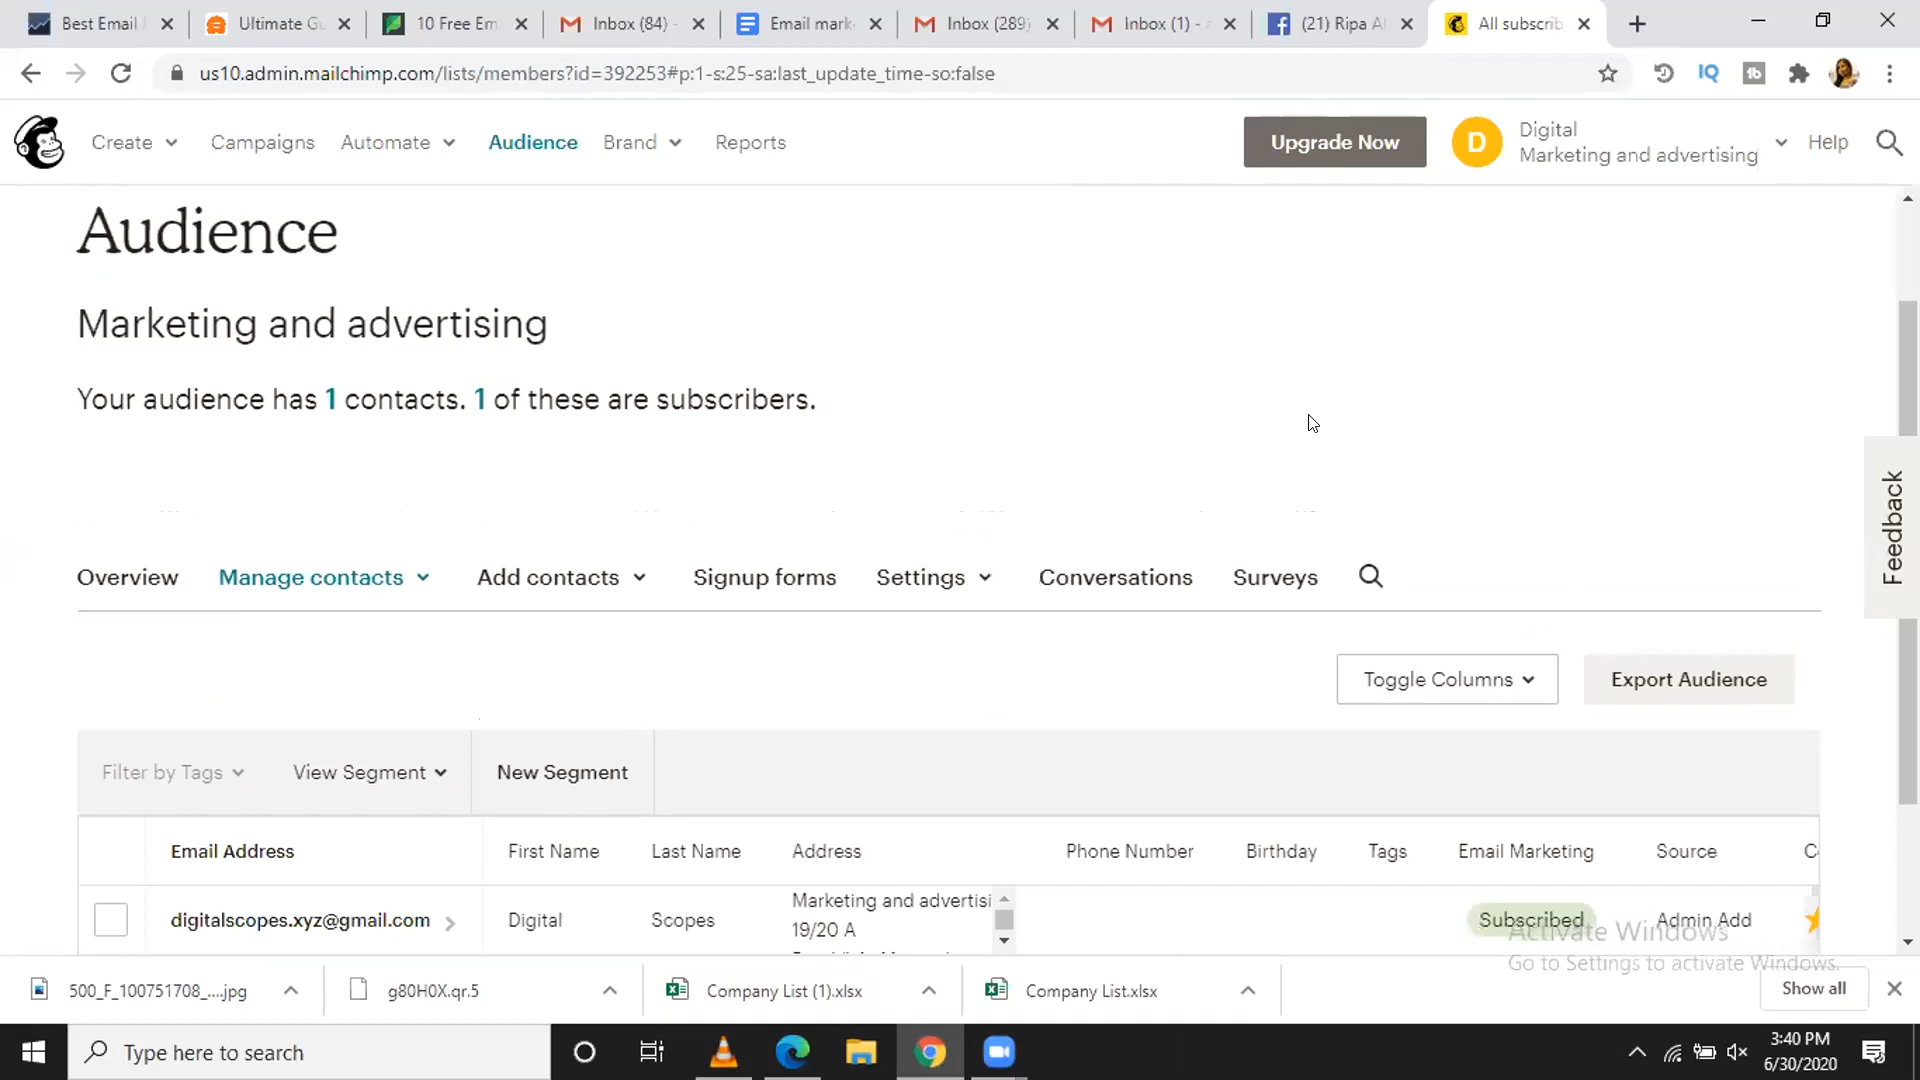 Best Email
Ultimate Gu
10 Free Em
Inbox (84) -
Email mark
Inbox (289)
Inbox (1) -
(21) Ripa Al
All subscrib
us10.admin.mailchimp.com/lists/members?id=392253#p:1-s:25-sa:last_update_time-so:false
IQ
tb
Create
Campaigns
Automate
Audience
Brand
Reports
Upgrade Now
D
Digital
Marketing and advertising
Help
Audience
Marketing and advertising
Your audience has 1 contacts. 1 of these are subscribers.
Feedback
Overview
Manage contacts
Add contacts
Signup forms
Settings
Conversations
Surveys
Toggle Columns
Export Audience
Filter by Tags
View Segment
New Segment
Email Address
First Name
Last Name
Address
Phone Number
Birthday
Tags
Email Marketing
Source
digitalscopes.xyz@gmail.com
Digital
Scopes
Marketing and advertisi
19/20 A
Subscribed
Admin Add
Activate Windows
Go to Settings to activate Windows.
500_F_100751708_....jpg
g80H0X.qr.5
Company List (1).xlsx
Company List.xlsx
Show all
Type here to search
3:40 PM
6/30/2020